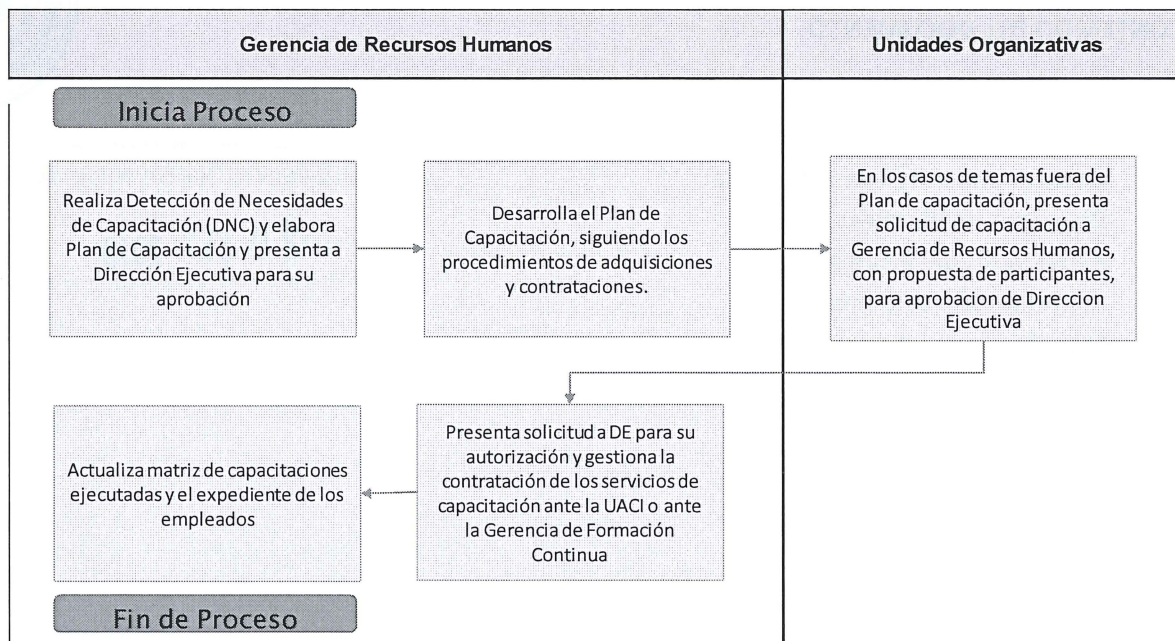 Gerencia de Recursos Humanos
Unidades Organizativas
Inicia Proceso
Realiza Detección de Necesidades
de Capacitación (DNC) y elabora
Plan de Capacitación y presenta a
Dirección Ejecutiva para su
aprobación
Desarrolla el Plan de
Capacitación, siguiendo los
procedimientos de adquisiciones
y contrataciones.
En los casos de temas fuera del
Plan de capacitación, presenta
solicitud de capacitación a
Gerencia de Recursos Humanos,
con propuesta de participantes,
para aprobacion de Direccion
Ejecutiva
Presenta solicitud a DE para su
autorización y gestiona la
contratación de los servicios de
capacitación ante la UACI o ante
la Gerencia de Formación
Continua
Actualiza matriz de capacitaciones
ejecutadas y el expediente de los
empleados
Fin de Proceso